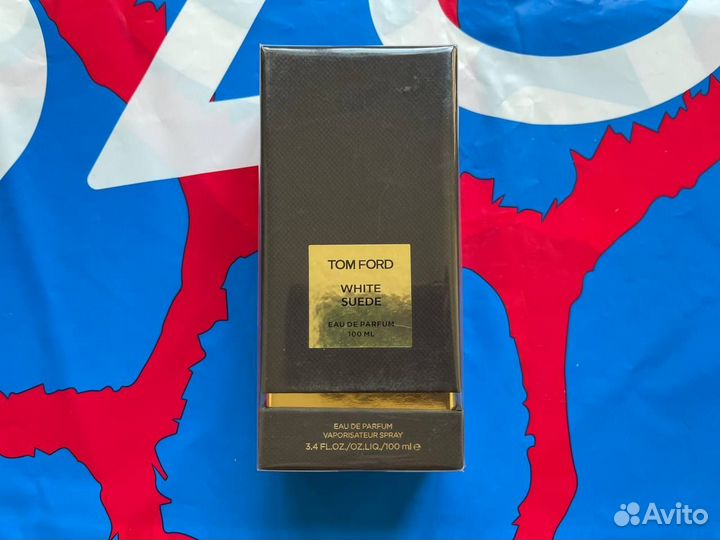 TOM FORD
WHITE
SUEDE
EAU DE PARFUM
100 ML
EAU DE PARFUM
VAPORISATEUR SPRAY
3.4 FL.OZ./OZ.LIQ./100 ml ℮
Avito